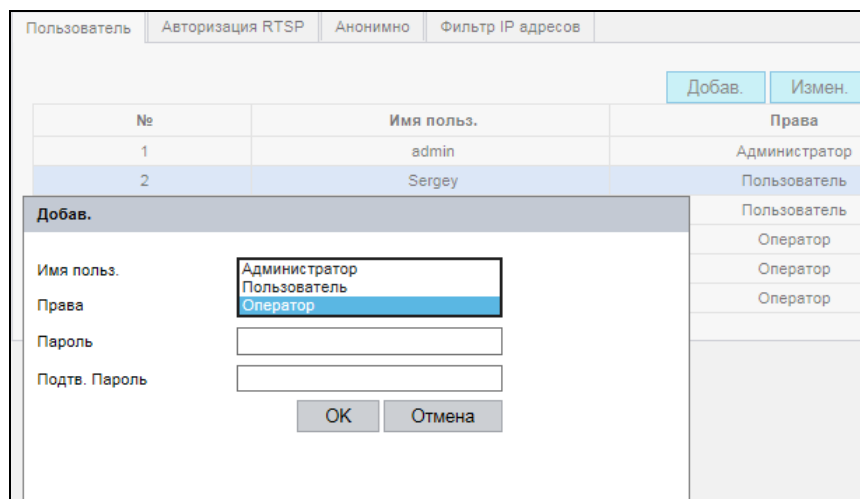 Пользователь Авторизация RTSP Анонимно Фильтр IP адресов
Добав. Измен.
№ Имя польз. Права
1 admin Администратор
2 Sergey Пользователь
Пользователь
Оператор
Оператор
Оператор
Добав.
Имя польз.
Администратор
Пользователь
Права
Оператор
Пароль
Подтв. Пароль
OK Отмена